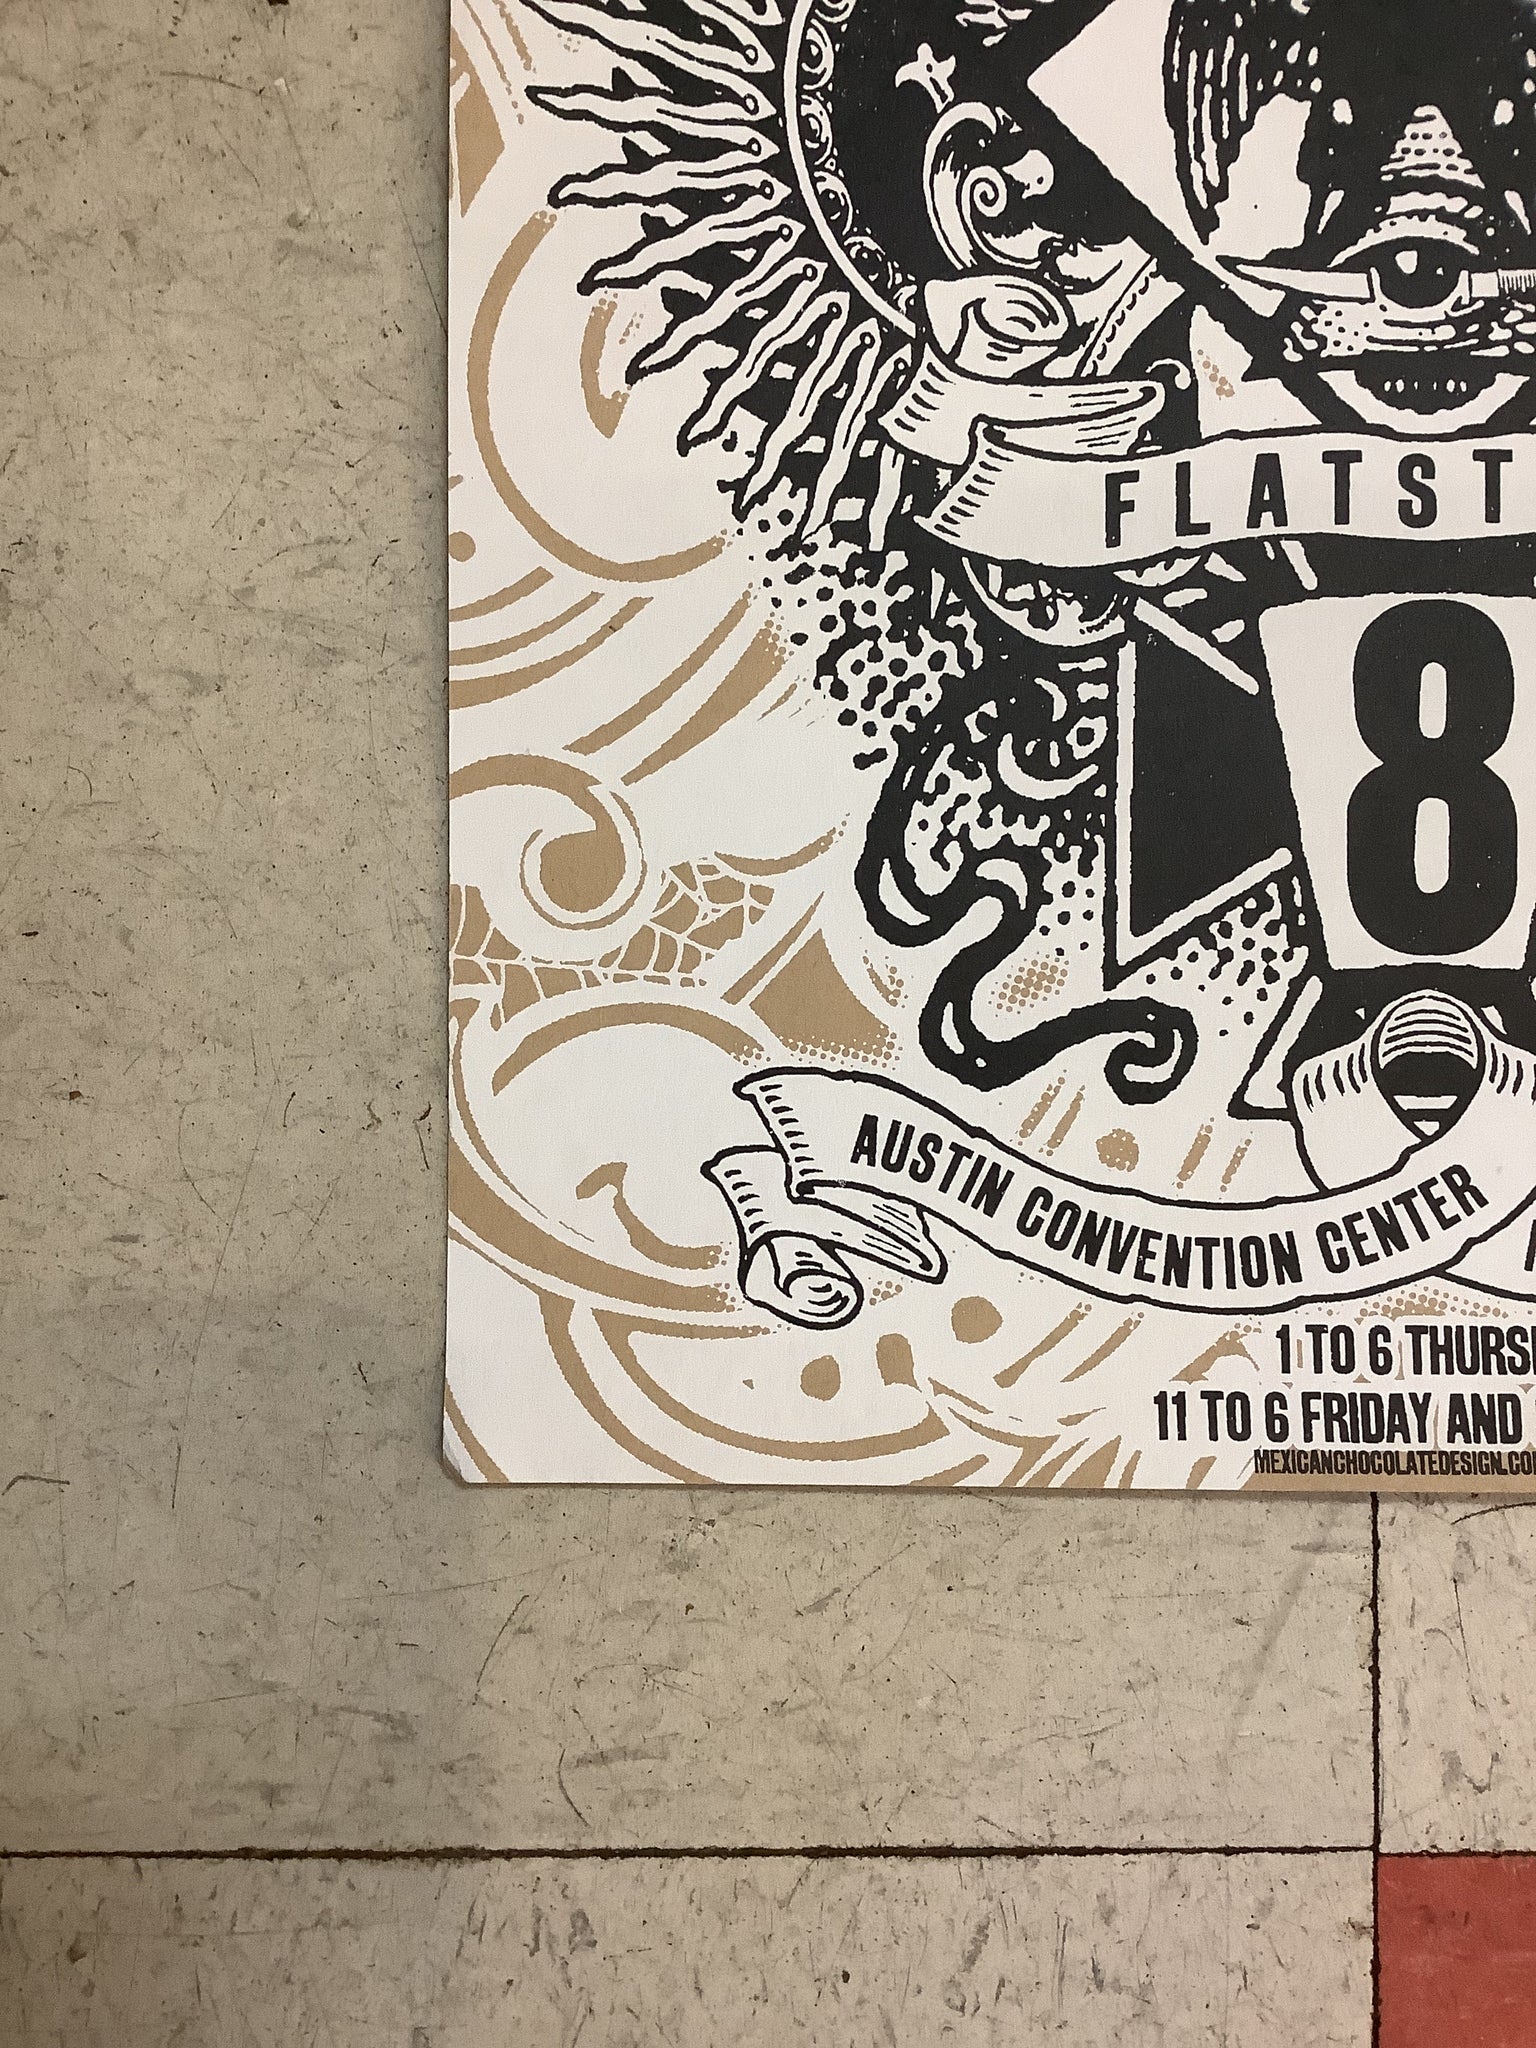 FLATST
8
AUSTIN CONVENTION CENTER
1 TO 6 THURS
11 TO 6 FRIDAY AND
MEXICANCHOCOLATEDESIGN.CO